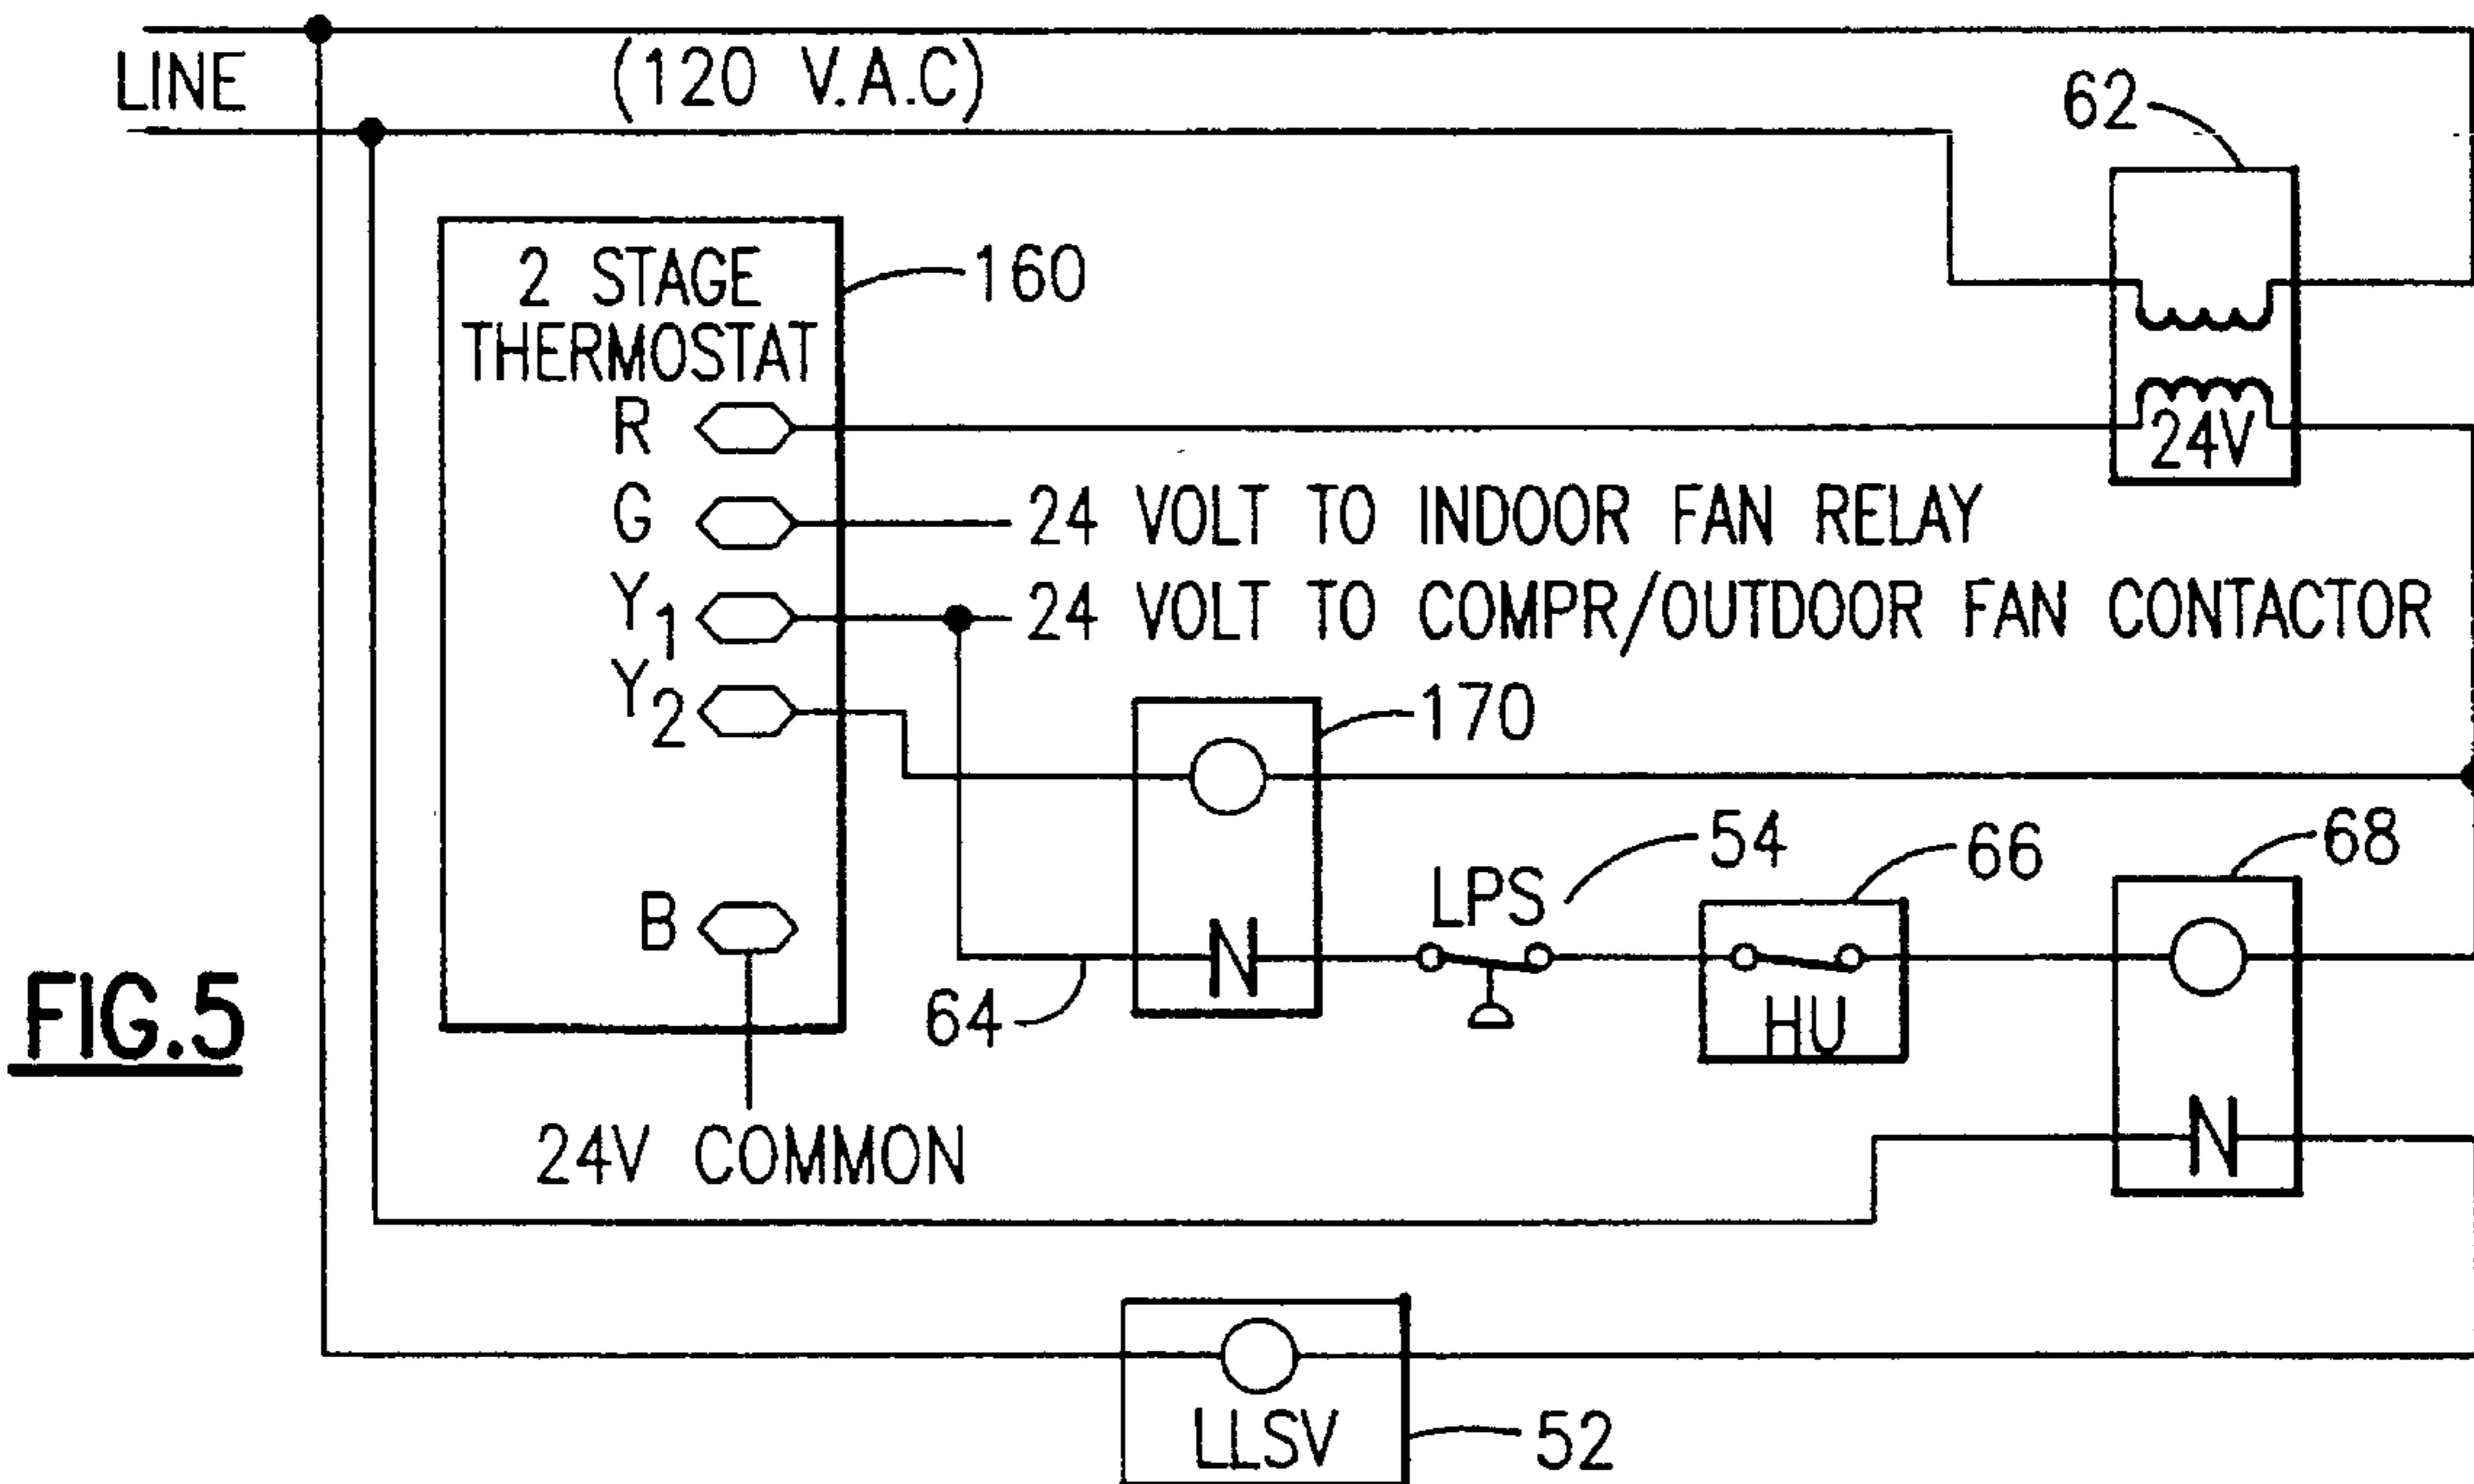 LINE
(120 V.A.C)
62
2 STAGE
THERMOSTAT
160
R
24V
G
24 VOLT TO INDOOR FAN RELAY
Y1
24 VOLT TO COMPR/OUTDOOR FAN CONTACTOR
Y2
170
LPS
54
66
68
B
N
64
HU
FIG.5
24V COMMON
N
LLSV
52